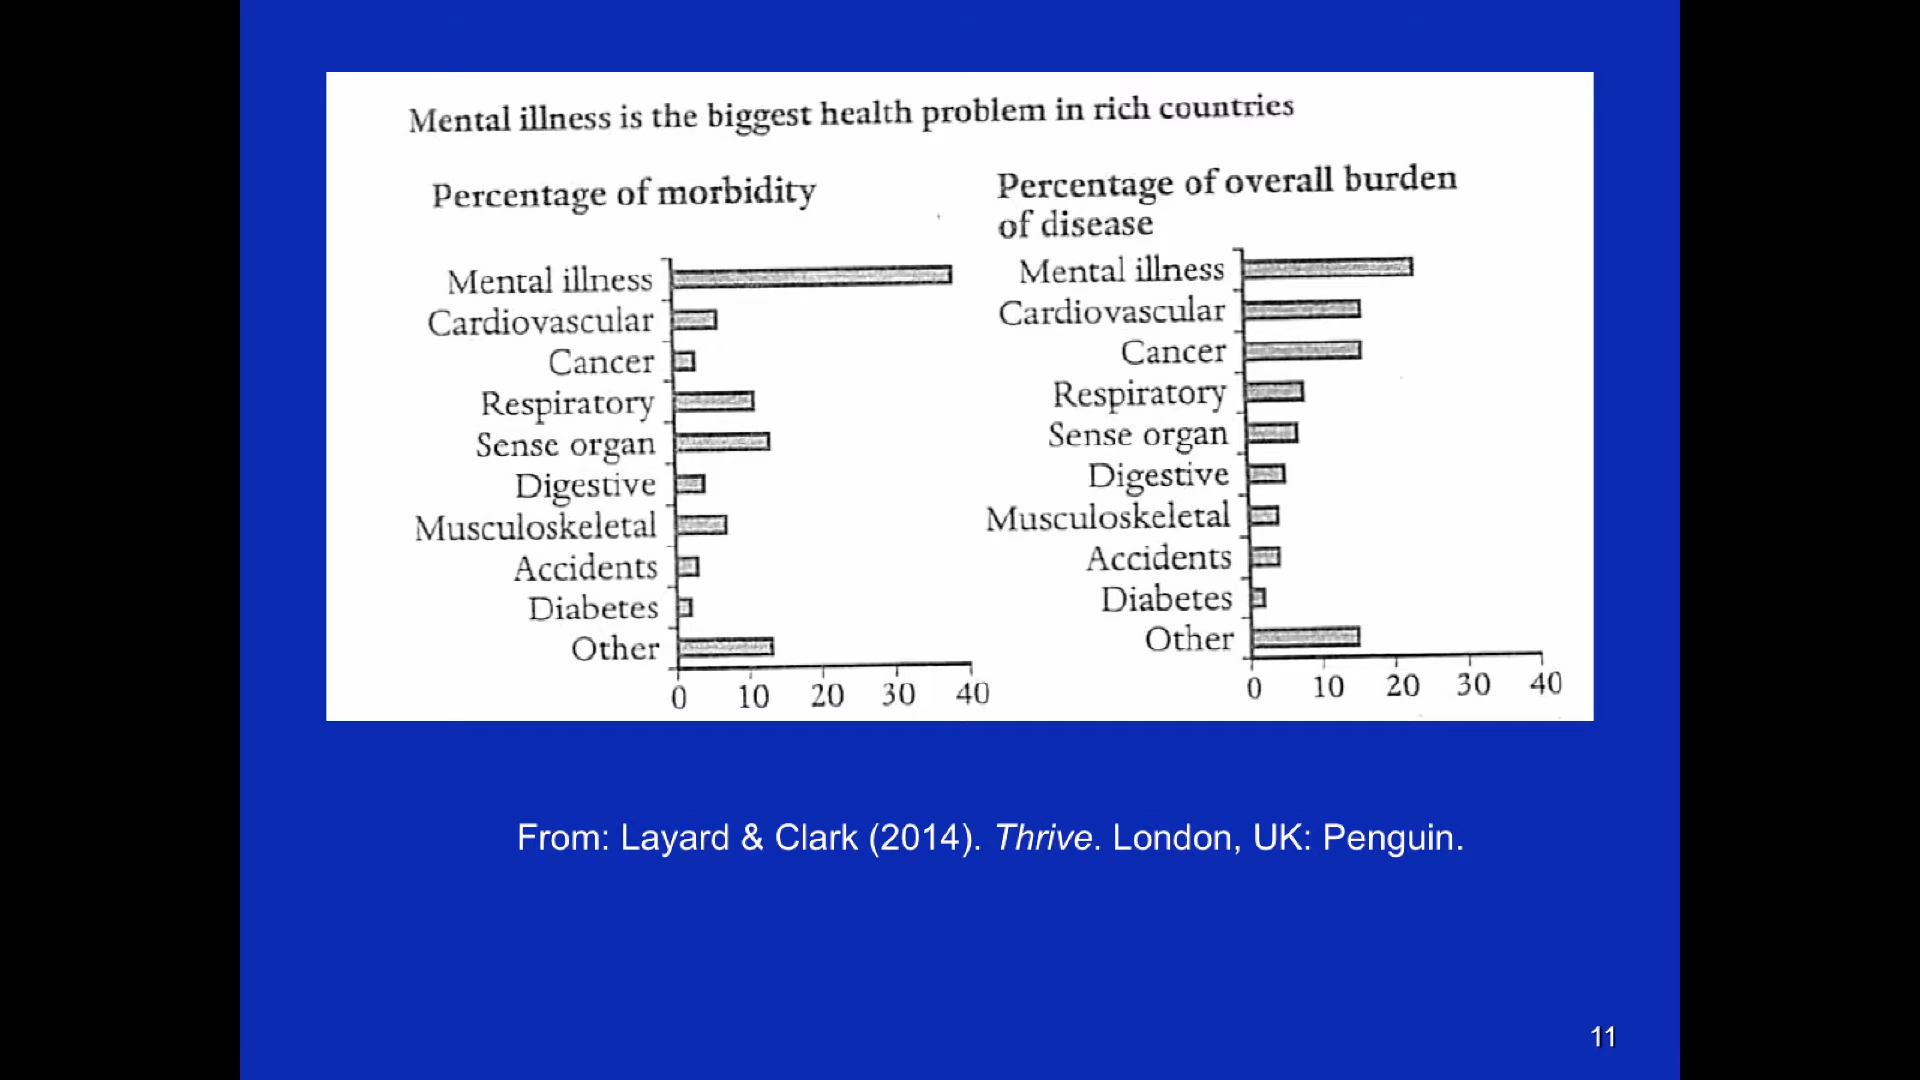 Mental illness is the biggest health problem in rich countries
Percentage of morbidity
Mental illness
Cardiovascular
Cancer
Respiratory
Sense organ
Digestive
Musculoskeletal
Accidents
Diabetes
Other
0 10 20 30 40
Percentage of overall burden
of disease
Mental illness
Cardiovascular
Cancer
Respiratory
Sense organ
Digestive
Musculoskeletal
Accidents
Diabetes
Other
0 10 20 30 40
From: Layard & Clark (2014). Thrive. London, UK: Penguin.
11